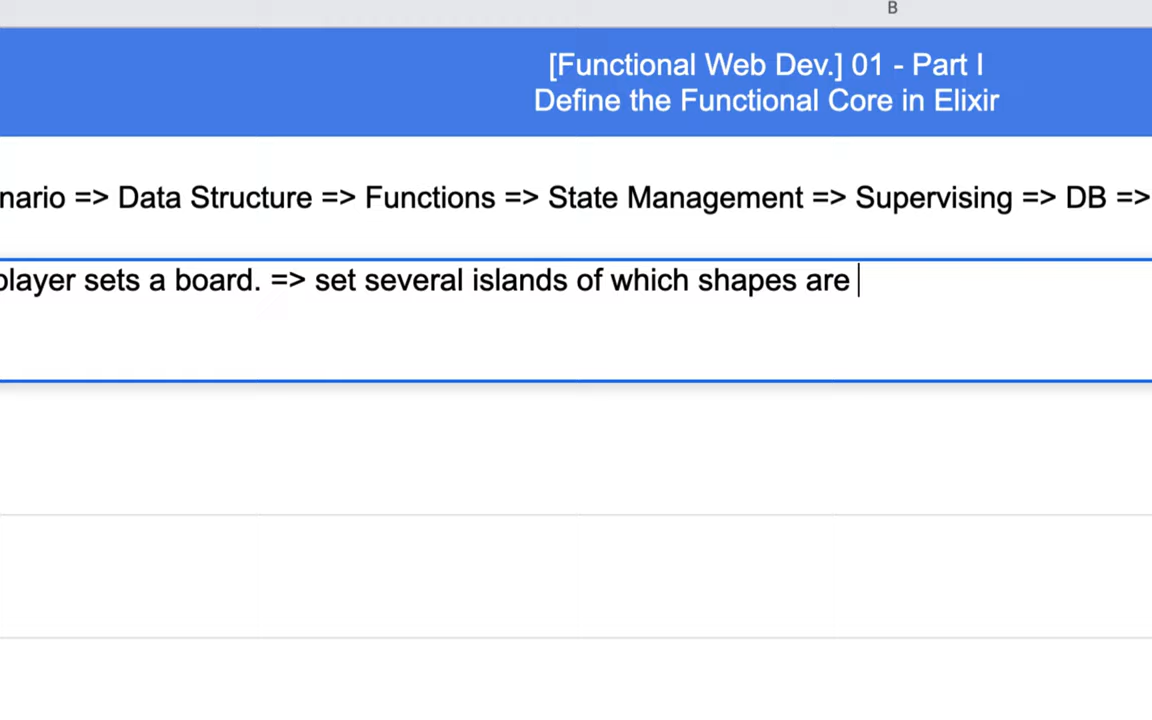 B
[Functional Web Dev.] 01 - Part I
Define the Functional Core in Elixir
=> Data Structure => Functions => State Management => Supervising => DB =>
player sets a board. => set several islands of which shapes are